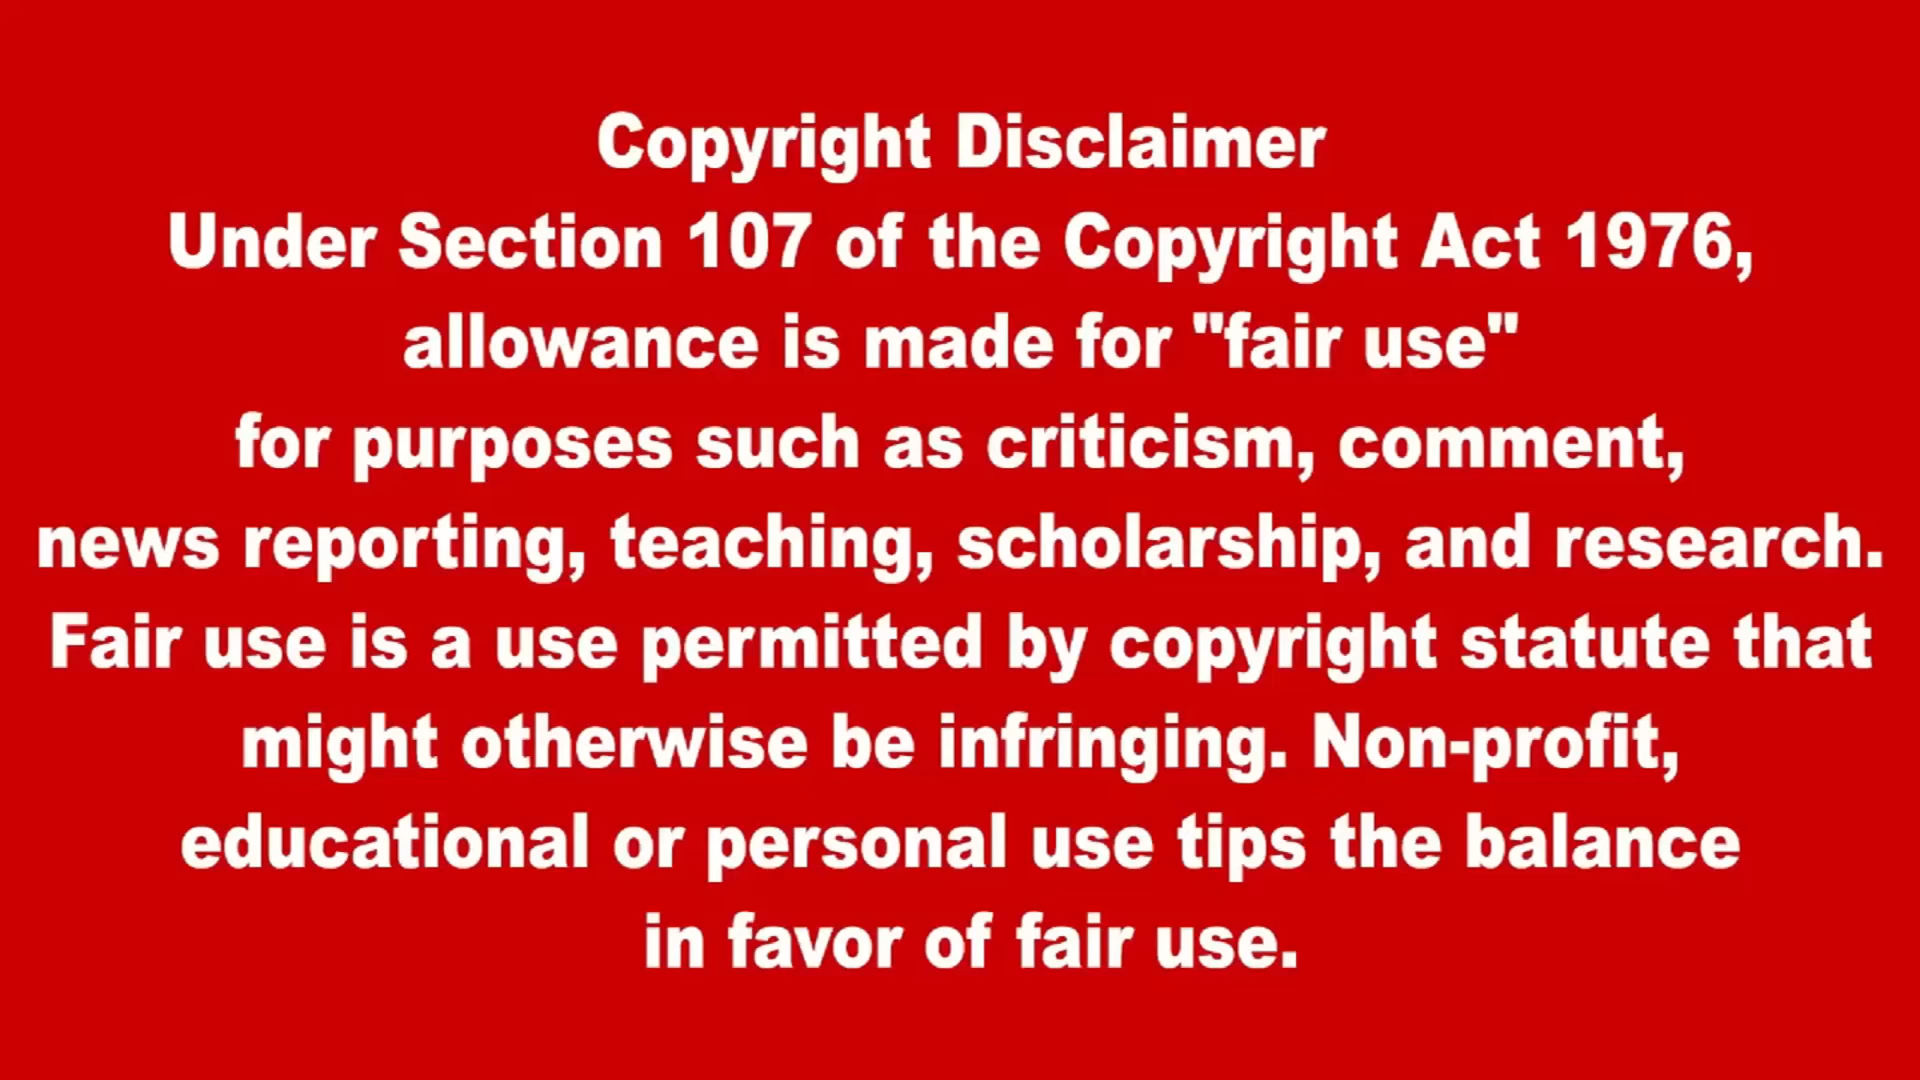 Copyright Disclaimer
Under Section 107 of the Copyright Act 1976,
allowance is made for "fair use"
for purposes such as criticism, comment,
news reporting, teaching, scholarship, and research.
Fair use is a use permitted by copyright statute that
might otherwise be infringing. Non-profit,
educational or personal use tips the balance
in favor of fair use.